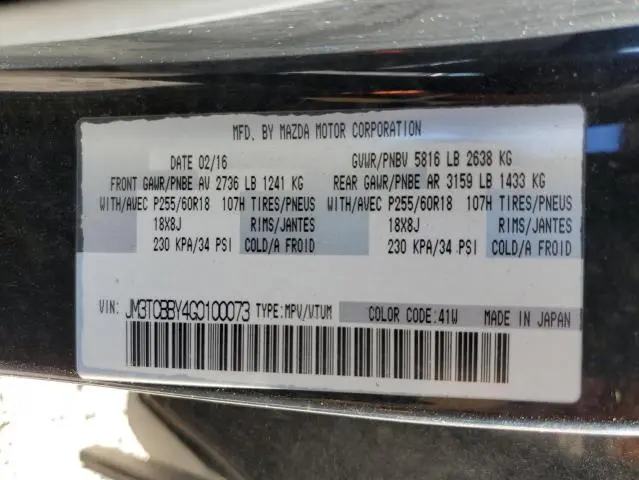 MFD. BY MAZDA MOTOR CORPORATION
DATE 02/16 GVWR/PNBV 5816 LB 2638 KG
FRONT GAWR/PNBE AV 2736 LB 1241 KG REAR GAWR/PNBE AR 3159 LB 1433 KG
WITH/AVEC P255/60R18 107H TIRES/PNEUS WITH/AVEC P255/60R18 107H TIRES/PNEUS
18X8J RIMS/JANTES 18X8J RIMS/JANTES
230 KPA/34 PSI COLD/A FROID 230 KPA/34 PSI COLD/A FROID
VIN: JM3TCBBY4G0100073 TYPE:MPV/VTUM COLOR CODE:41W MADE IN JAPAN